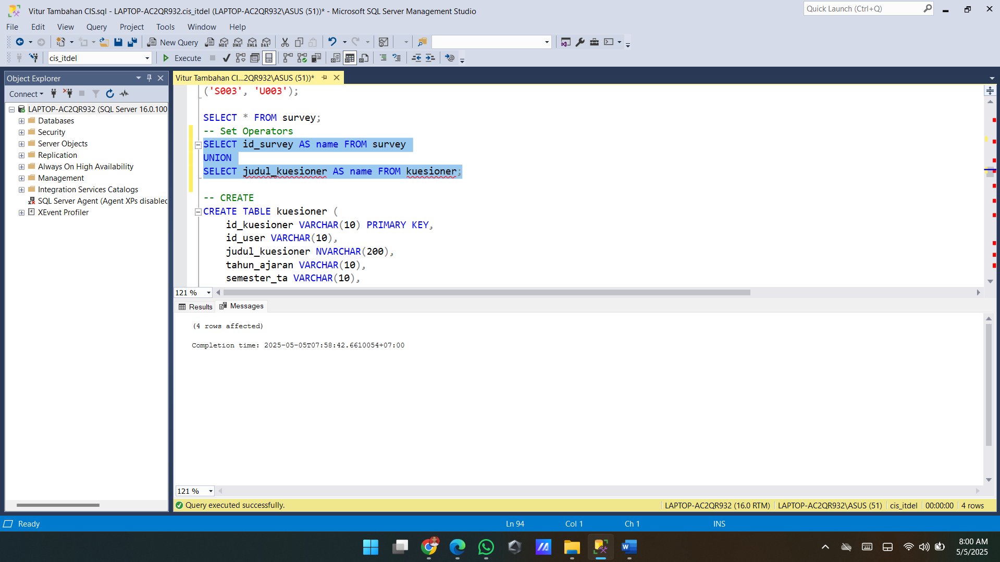 Vitur Tambahan CIS.sql - LAPTOP-AC2QR932.cis_itdel (LAPTOP-AC2QR932\ASUS (51))* - Microsoft SQL Server Management Studio
Quick Launch (Ctrl+Q)
File Edit View Query Project Tools Window Help
New Query MDX DMX XMLA DAX
cis_itdel Execute
Object Explorer
Vitur Tambahan CI...2QR932\ASUS (51))*
Connect
LAPTOP-AC2QR932 (SQL Server 16.0.100
Databases
Security
Server Objects
Replication
Always On High Availability
Management
Integration Services Catalogs
SQL Server Agent (Agent XPs disabled
XEvent Profiler
('S003', 'U003');
SELECT * FROM survey;
-- Set Operators
SELECT id_survey AS name FROM survey
UNION
SELECT judul_kuesioner AS name FROM kuesioner;
-- CREATE
CREATE TABLE kuesioner (
id_kuesioner VARCHAR(10) PRIMARY KEY,
id_user VARCHAR(10),
judul_kuesioner NVARCHAR(200),
tahun_ajaran VARCHAR(10),
semester_ta VARCHAR(10),
121 %
Results Messages
(4 rows affected)
Completion time: 2025-05-05T07:58:42.6610054+07:00
121 %
Query executed successfully. LAPTOP-AC2QR932 (16.0 RTM) LAPTOP-AC2QR932\ASUS (51) cis_itdel 00:00:00 4 rows
Ready Ln 94 Col 1 Ch 1 INS
8:00 AM
5/5/2025